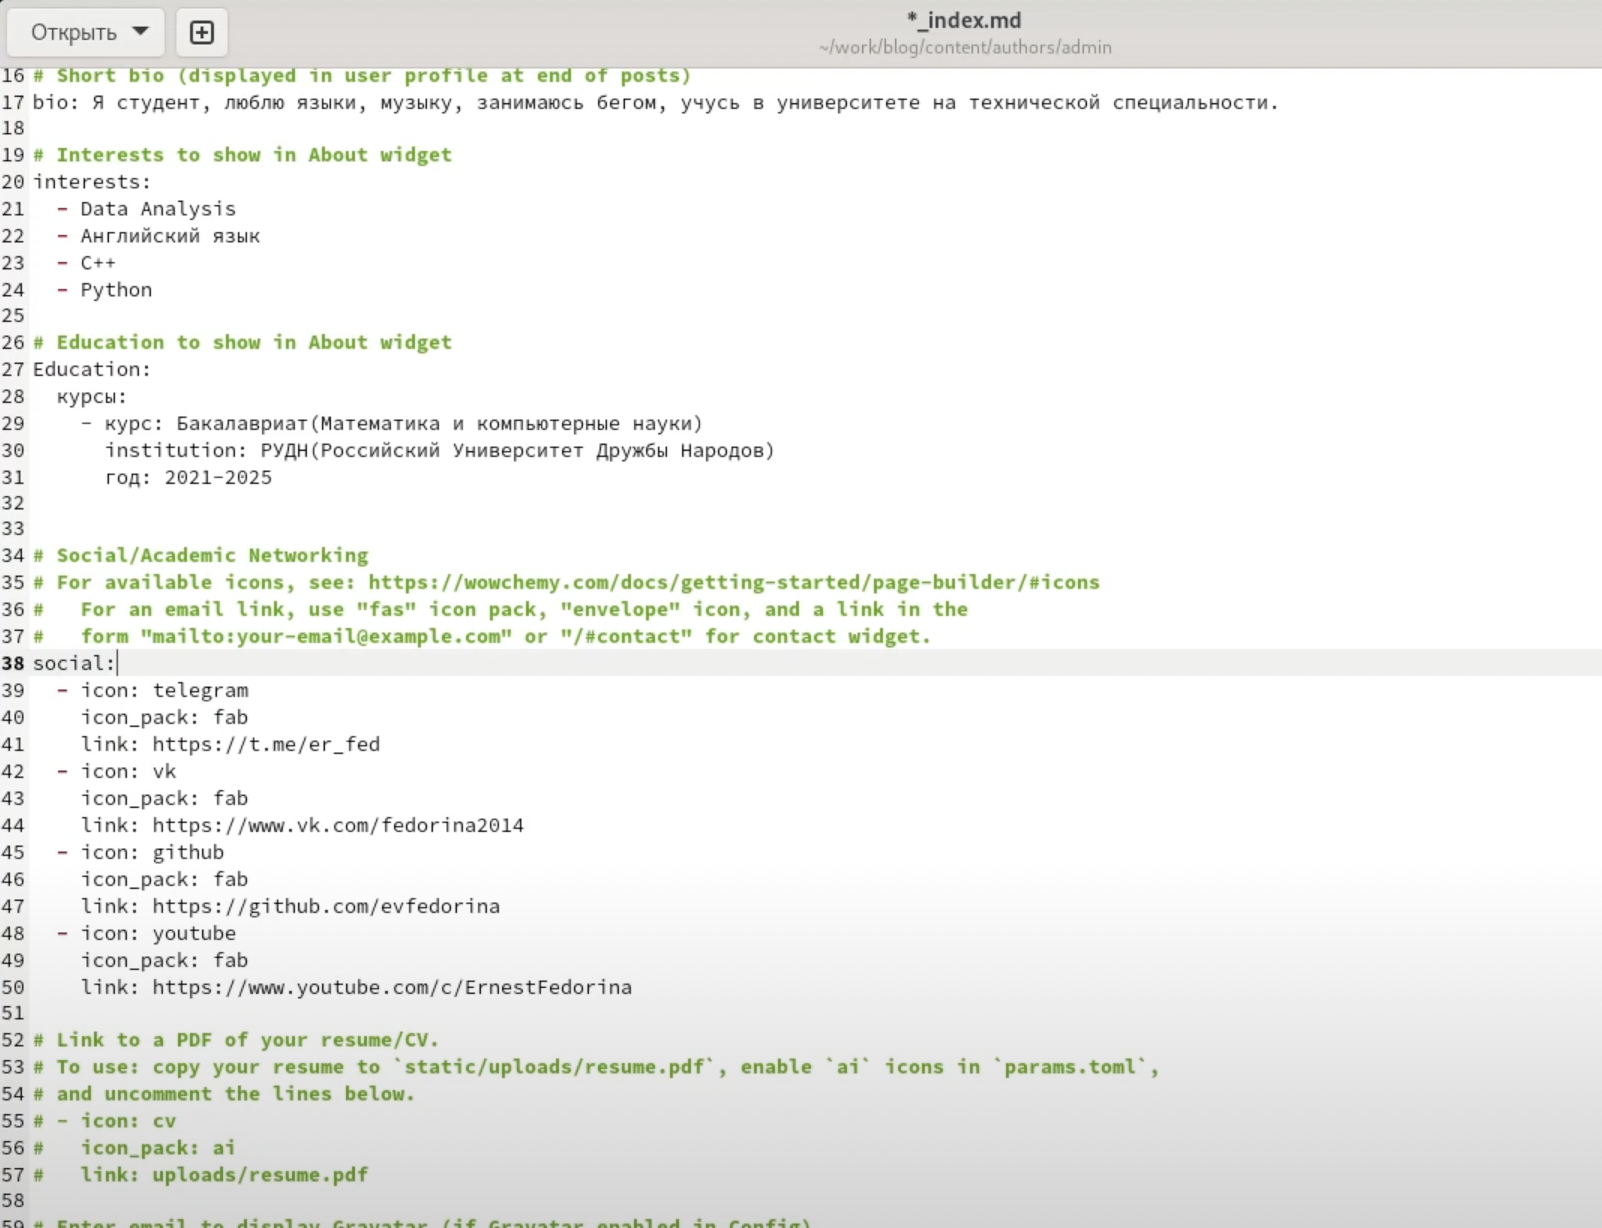 Открыть
*_index.md
~/work/blog/content/authors/admin
16 # Short bio (displayed in user profile at end of posts)
17 bio: Я студент, люблю языки, музыку, занимаюсь бегом, учусь в университете на технической специальности.
18
19 # Interests to show in About widget
20 interests:
21   - Data Analysis
22   - Английский язык
23   - C++
24   - Python
25
26 # Education to show in About widget
27 Education:
28   курсы:
29     - курс: Бакалавриат(Математика и компьютерные науки)
30       institution: РУДН(Российский Университет Дружбы Народов)
31       год: 2021-2025
32
33
34 # Social/Academic Networking
35 # For available icons, see: https://wowchemy.com/docs/getting-started/page-builder/#icons
36 #   For an email link, use "fas" icon pack, "envelope" icon, and a link in the
37 #   form "mailto:your-email@example.com" or "/#contact" for contact widget.
38 social:
39   - icon: telegram
40     icon_pack: fab
41     link: https://t.me/er_fed
42   - icon: vk
43     icon_pack: fab
44     link: https://www.vk.com/fedorina2014
45   - icon: github
46     icon_pack: fab
47     link: https://github.com/evfedorina
48   - icon: youtube
49     icon_pack: fab
50     link: https://www.youtube.com/c/ErnestFedorina
51
52 # Link to a PDF of your resume/CV.
53 # To use: copy your resume to `static/uploads/resume.pdf`, enable `ai` icons in `params.toml`,
54 # and uncomment the lines below.
55 # - icon: cv
56 #   icon_pack: ai
57 #   link: uploads/resume.pdf
58
59 # Enter email to display Gravatar (if Gravatar enabled in Config)